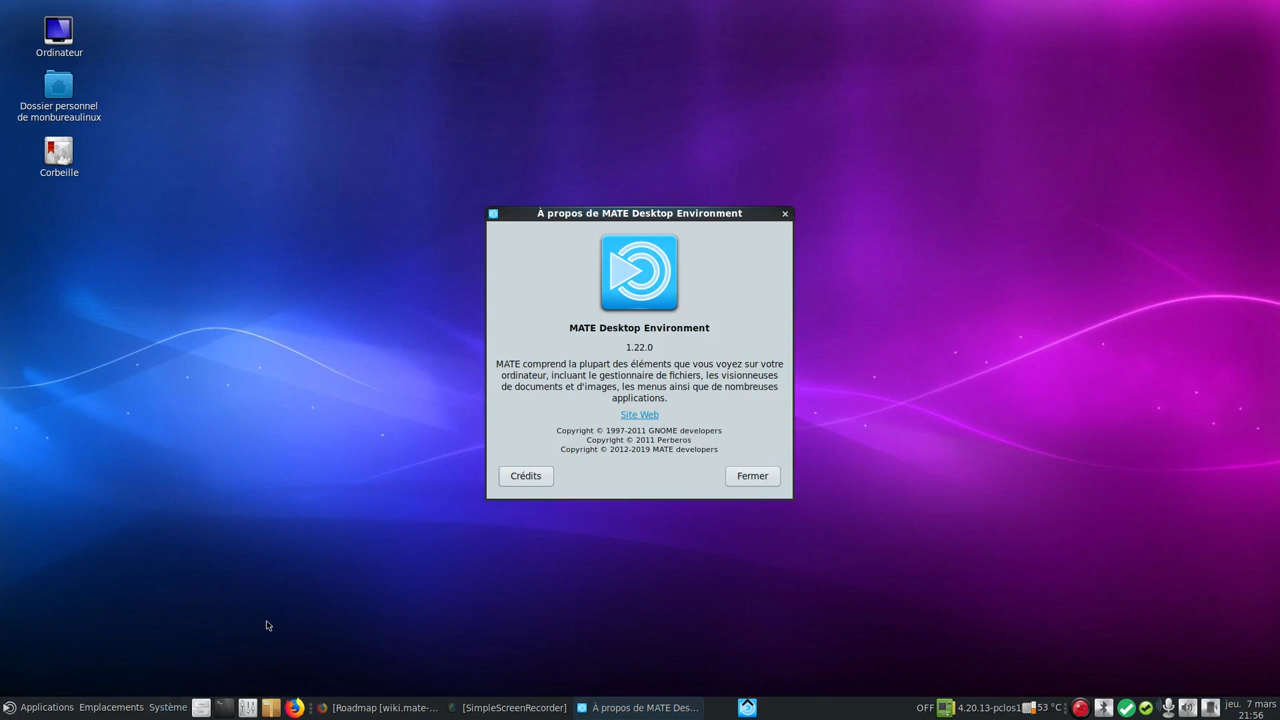 Ordinateur
Dossier personnel
de monbureaulinux
Corbeille
À propos de MATE Desktop Environment
MATE Desktop Environment
1.22.0
MATE comprend la plupart des éléments que vous voyez sur votre
ordinateur, incluant le gestionnaire de fichiers, les visionneuses
de documents et d'images, les menus ainsi que de nombreuses
applications.
Site Web
Copyright © 1997-2011 GNOME developers
Copyright © 2011 Perberos
Copyright © 2012-2019 MATE developers
Crédits
Fermer
Applications Emplacements Système [Roadmap [wiki.mate-... [SimpleScreenRecorder] À propos de MATE Des... OFF 4.20.13-pclos1 53 °C jeu. 7 mars
21:56